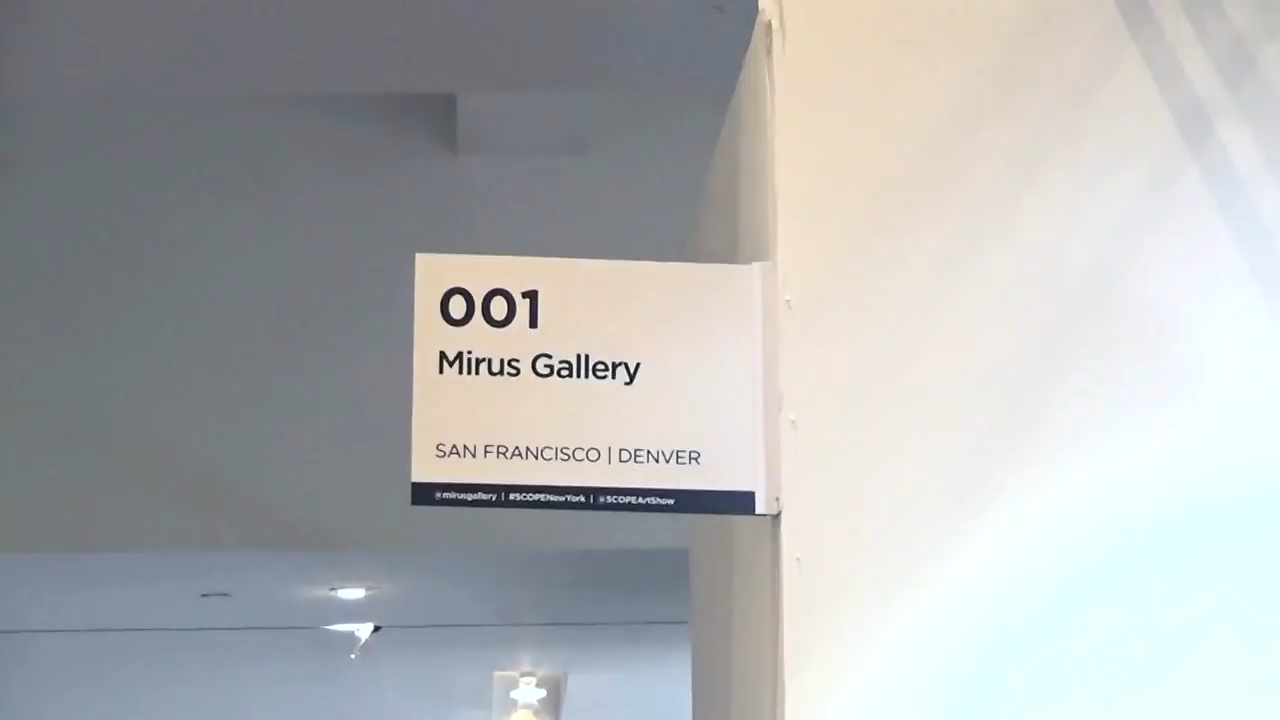 001
Mirus Gallery
SAN FRANCISCO | DENVER
@mirusgallery | #SCOPENewYork | @SCOPEArtShow